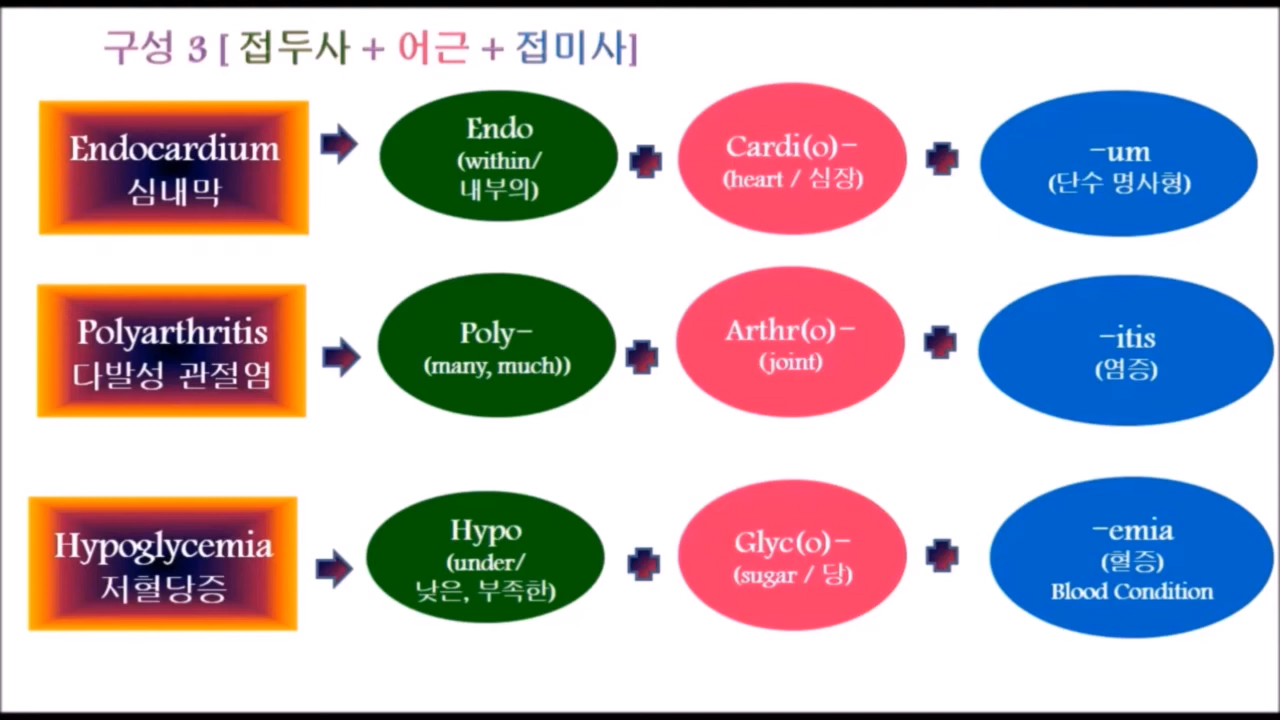 구성 3 [ 접두사 + 어근 + 접미사]
Endocardium
심내막
Endo
(within/
내부의)
Cardi(o)-
(heart / 심장)
-um
(단수 명사형)
Polyarthritis
다발성 관절염
Poly-
(many, much))
Arthr(o)-
(joint)
-itis
(염증)
Hypoglycemia
저혈당증
Hypo
(under/
낮은, 부족한)
Glyc(o)-
(sugar / 당)
-emia
(혈증)
Blood Condition